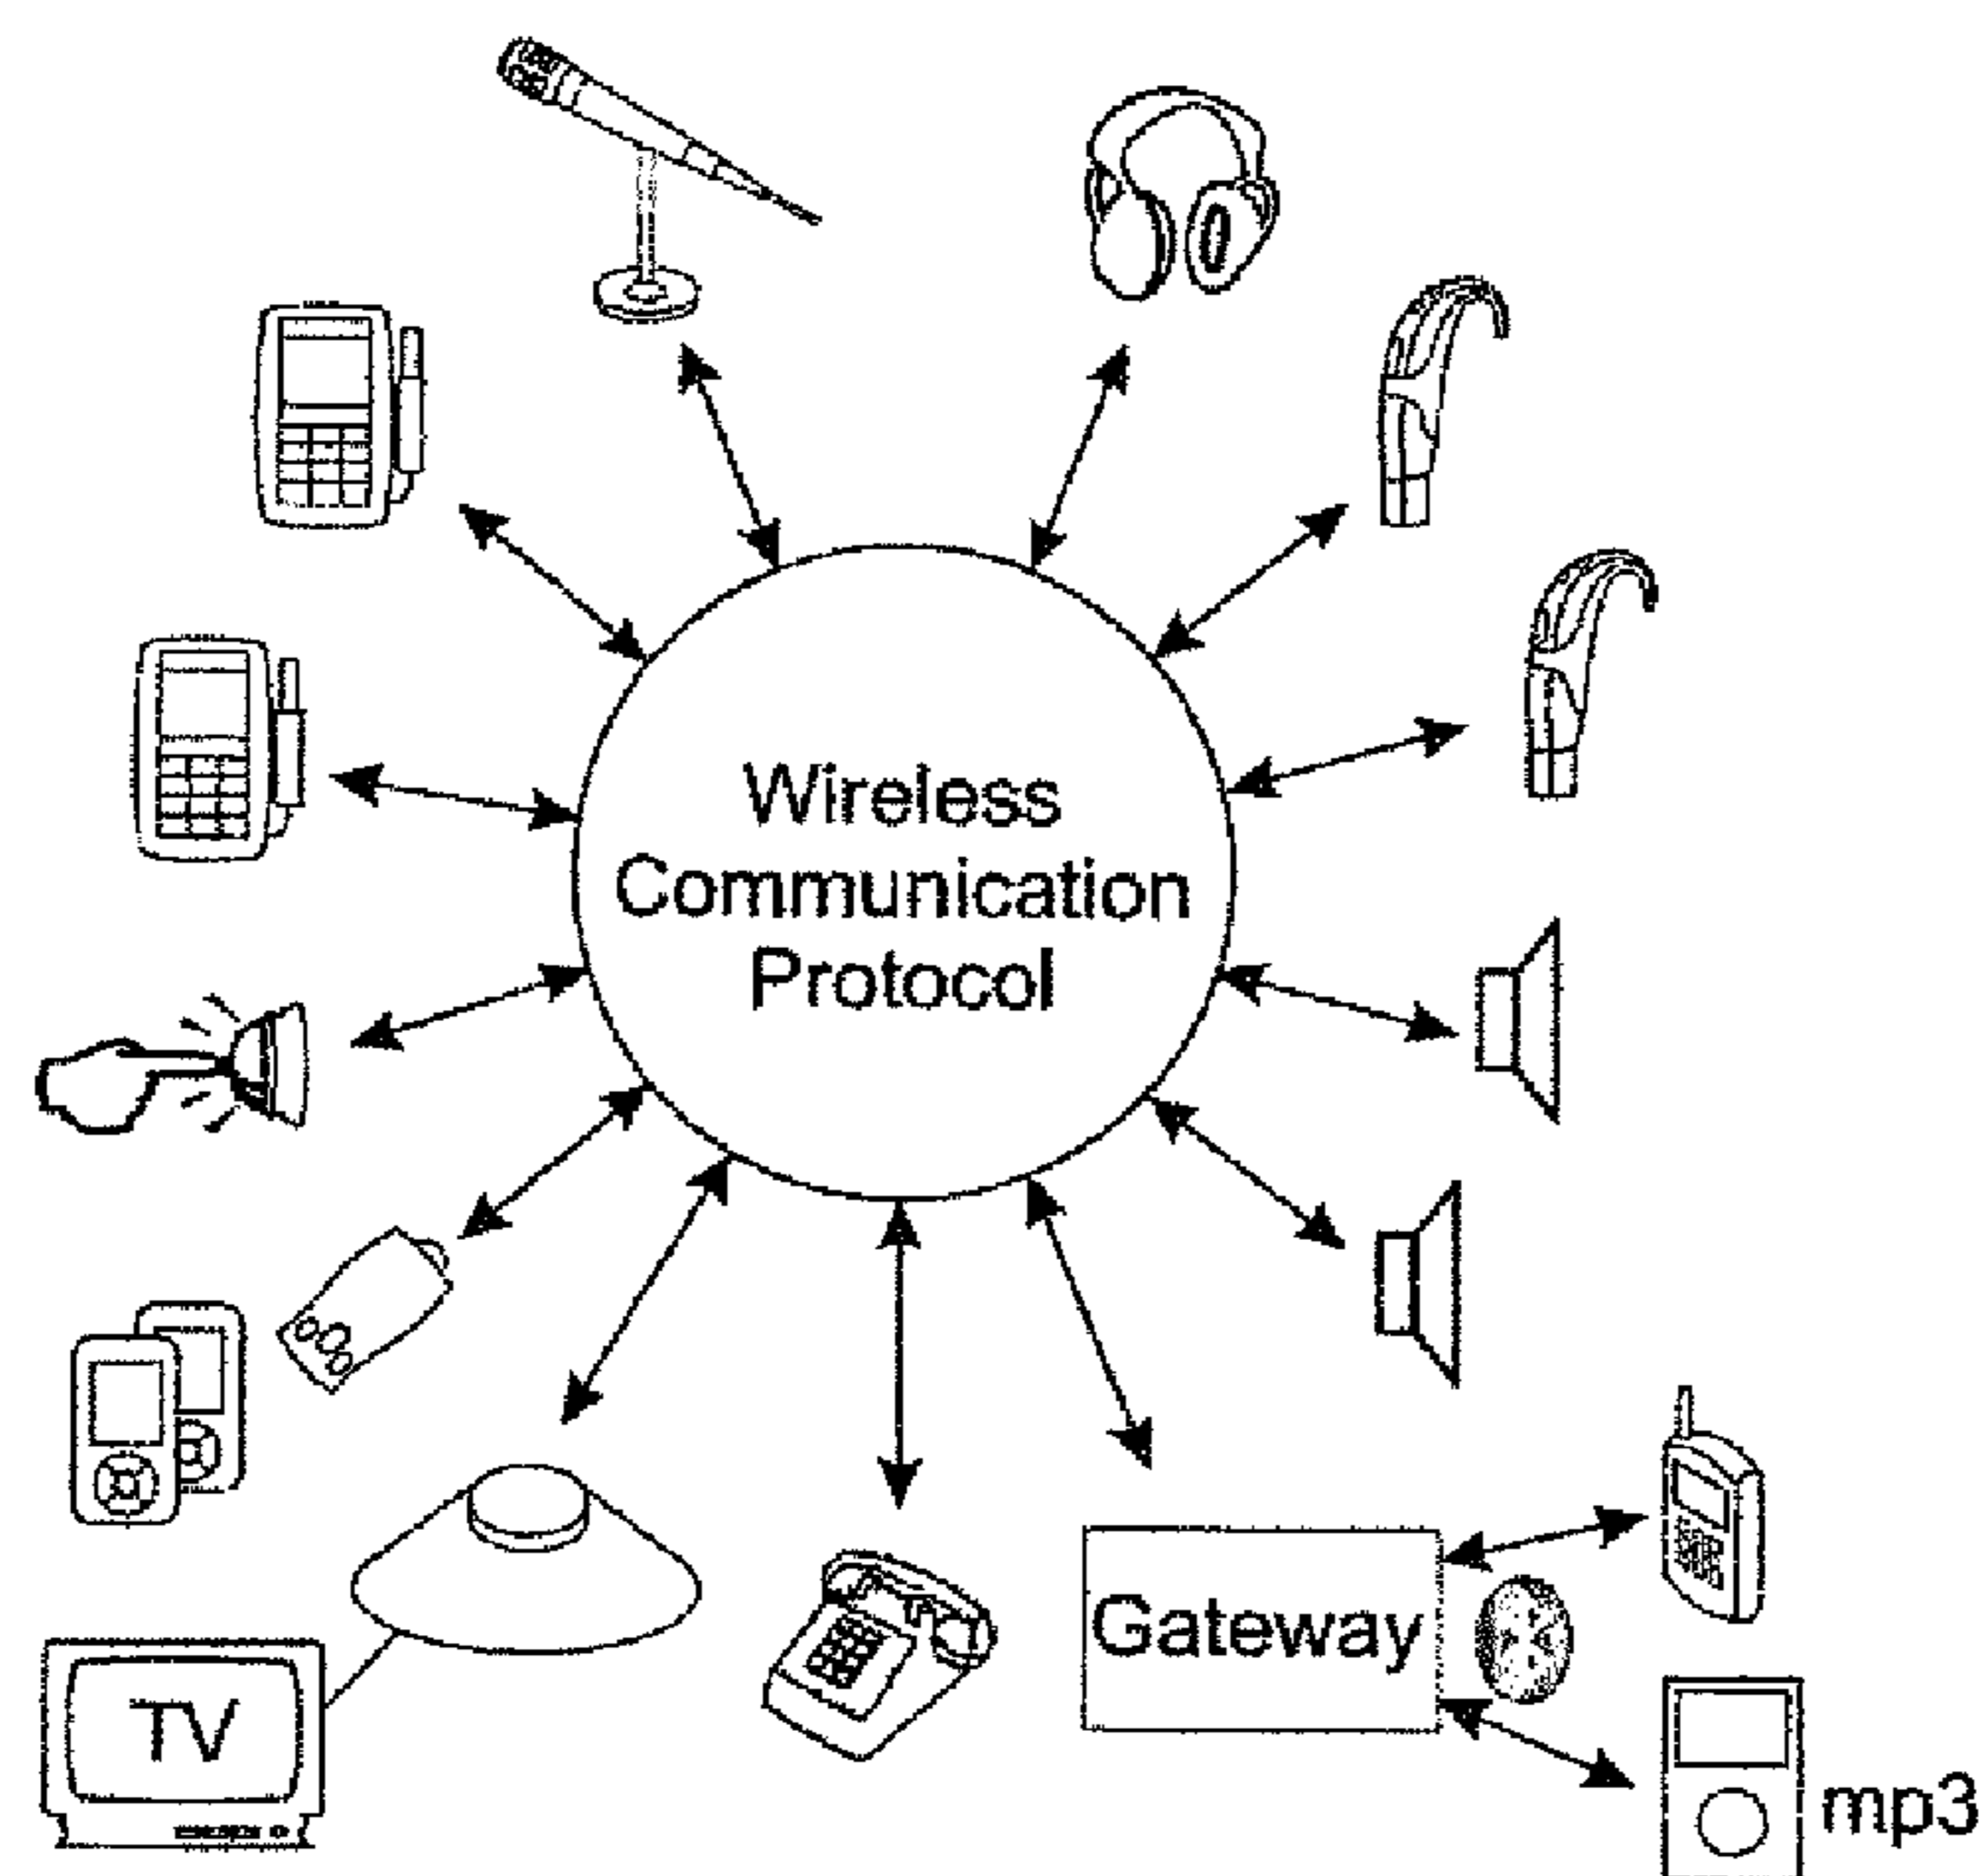 Wireless
Communication
Protocol
Gateway
TV
mp3